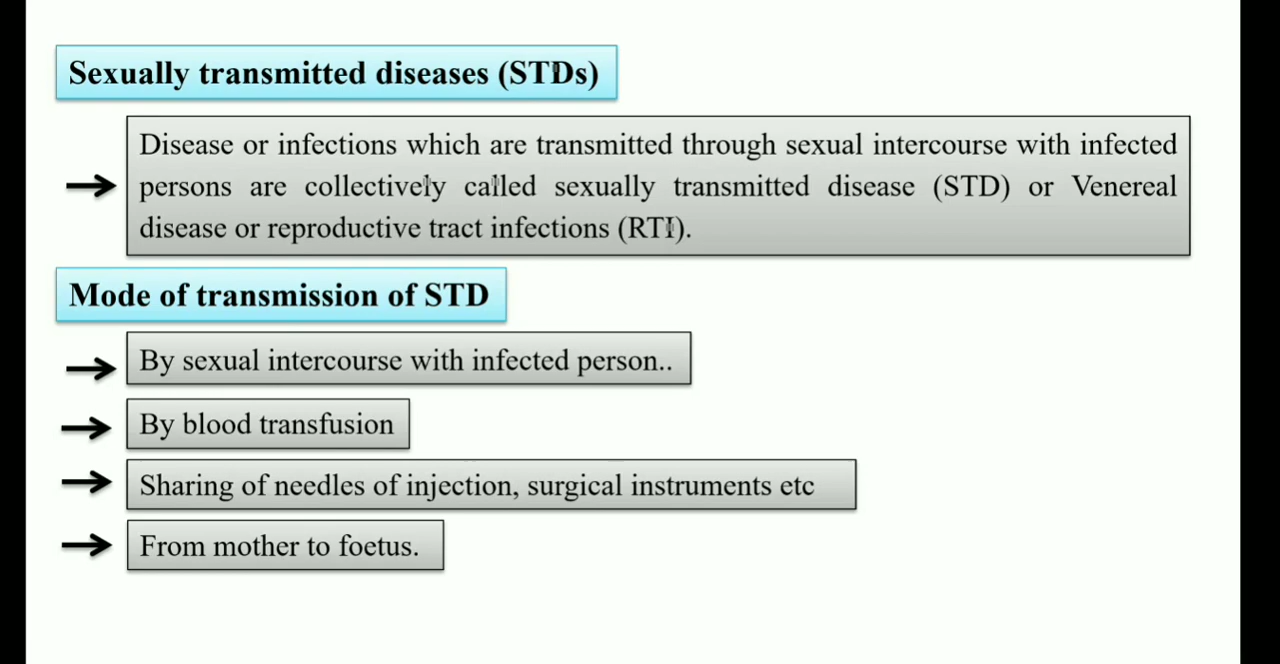 Sexually transmitted diseases (STDs)
Disease or infections which are transmitted through sexual intercourse with infected
persons are collectively called sexually transmitted disease (STD) or Venereal
disease or reproductive tract infections (RTI).
Mode of transmission of STD
By sexual intercourse with infected person..
By blood transfusion
Sharing of needles of injection, surgical instruments etc
From mother to foetus.